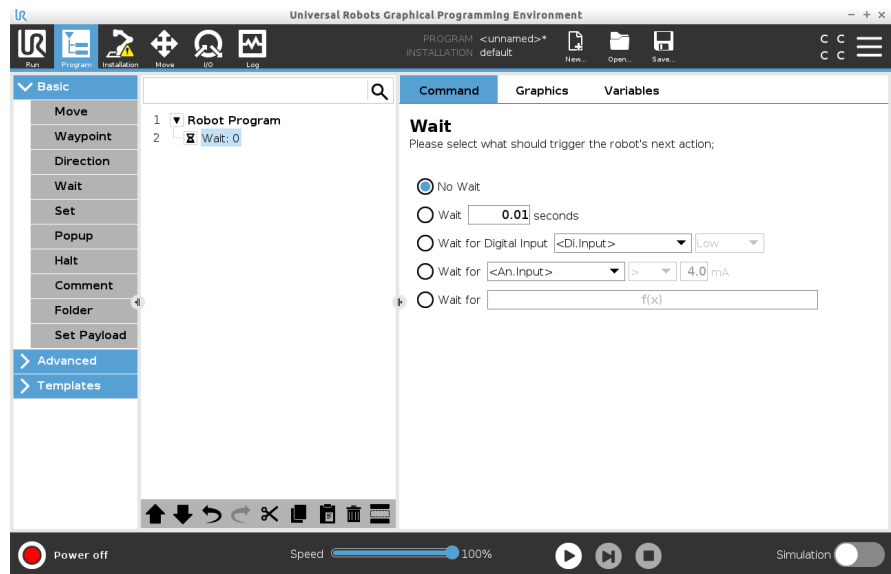 Universal Robots Graphical Programming Environment
PROGRAM <unnamed>*
INSTALLATION default
Run Program Installation Move I/O Log New... Open... Save...
C C
C C
Basic
Move
Waypoint
Direction
Wait
Set
Popup
Halt
Comment
Folder
Set Payload
Advanced
Templates
1 Robot Program
2 Wait: 0
Command Graphics Variables
Wait
Please select what should trigger the robot's next action;
No Wait
Wait 0.01 seconds
Wait for Digital Input <Di.Input> Low
Wait for <An.Input> > 4.0 mA
Wait for f(x)
Power off Speed 100% Simulation